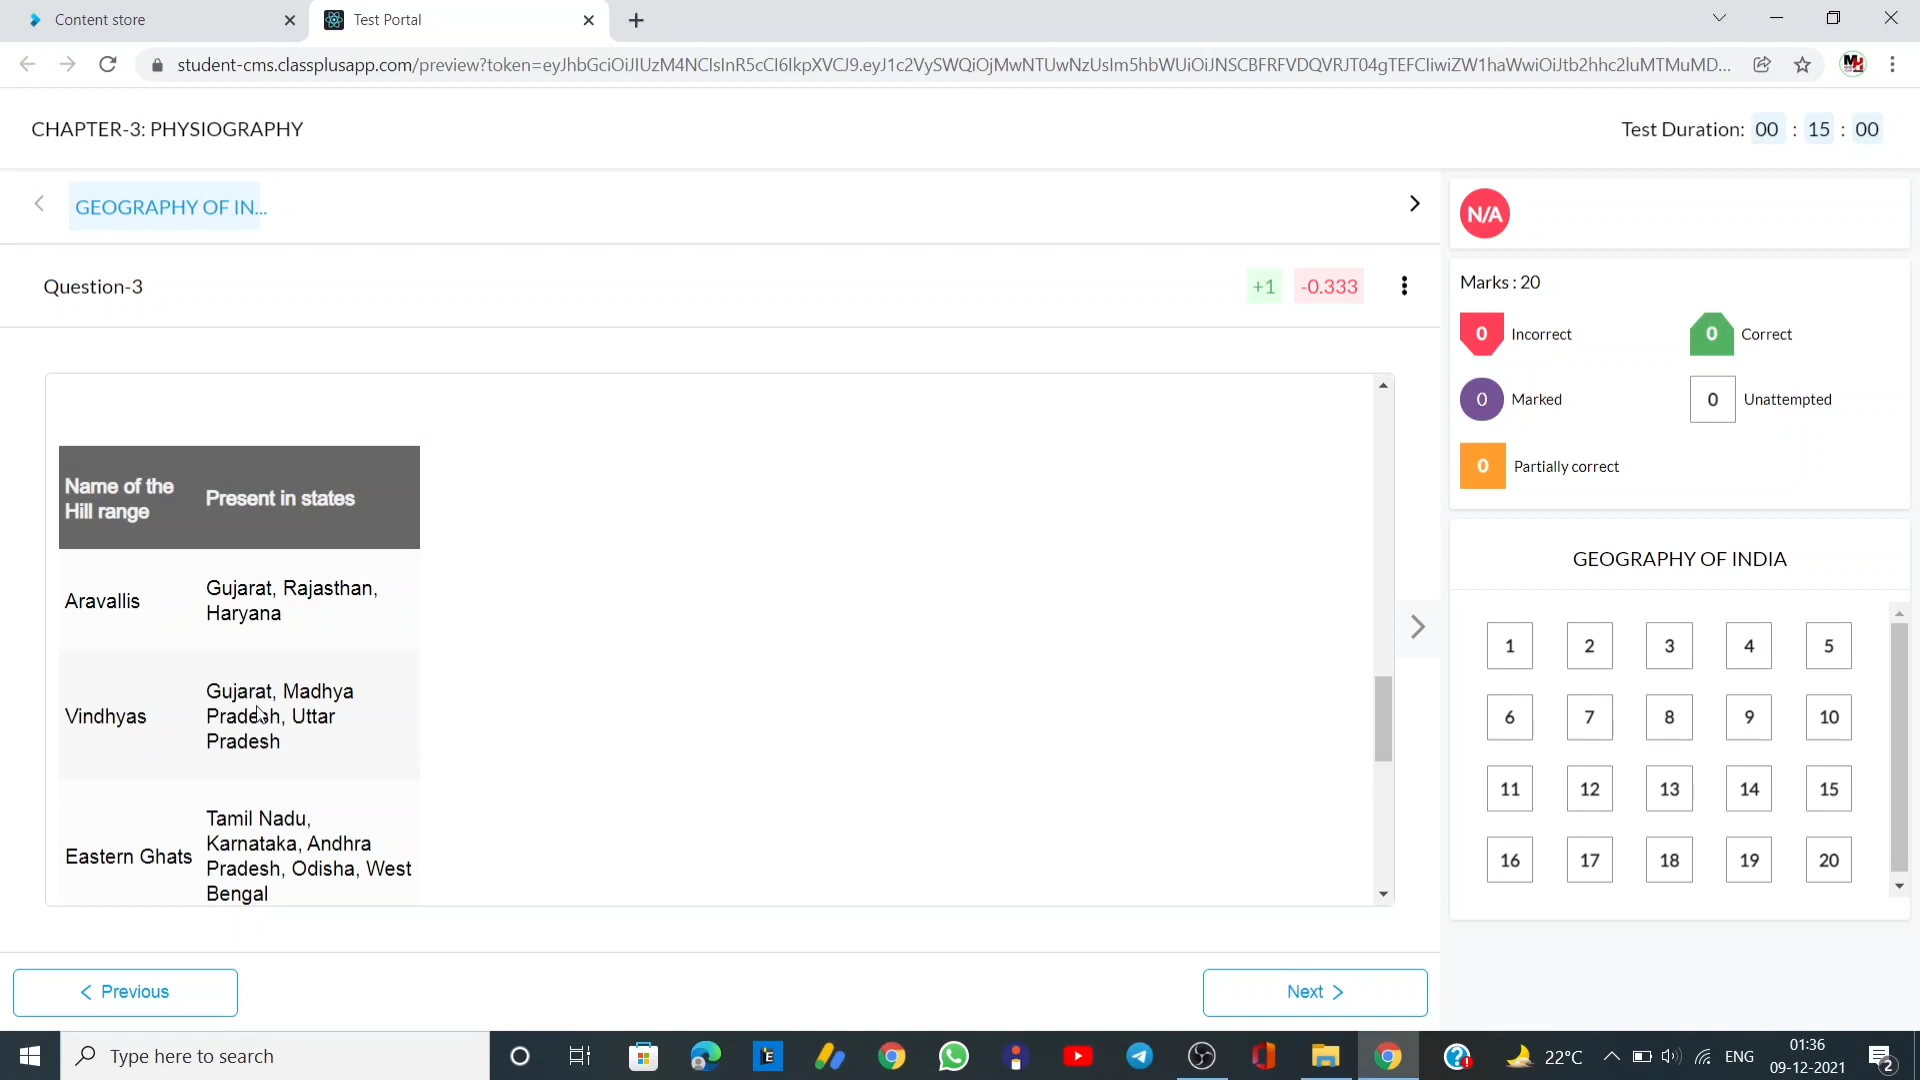 Content store
Test Portal
student-cms.classplusapp.com/preview?token=eyJhbGciOiJIUzM4NCIsInR5cCI6IkpXVCJ9.eyJ1c2VySWQiOjMwNTUwNzUsIm5hbWUiOiJNSCBFRFVDQVRJT04gTEFCIiwiZW1haWwiOiJtb2hhc2luMTMuMD...
CHAPTER-3: PHYSIOGRAPHY
Test Duration: 00 : 15 : 00
GEOGRAPHY OF IN...
N/A
Question-3
+1 -0.333
Marks : 20
0 Incorrect
0 Correct
0 Marked
0 Unattempted
0 Partially correct
Name of the
Hill range
Present in states
Aravallis
Gujarat, Rajasthan,
Haryana
Vindhyas
Gujarat, Madhya
Pradesh, Uttar
Pradesh
Eastern Ghats
Tamil Nadu,
Karnataka, Andhra
Pradesh, Odisha, West
Bengal
GEOGRAPHY OF INDIA
1 2 3 4 5
6 7 8 9 10
11 12 13 14 15
16 17 18 19 20
Previous
Next
Type here to search
22°C
ENG
01:36
09-12-2021
2